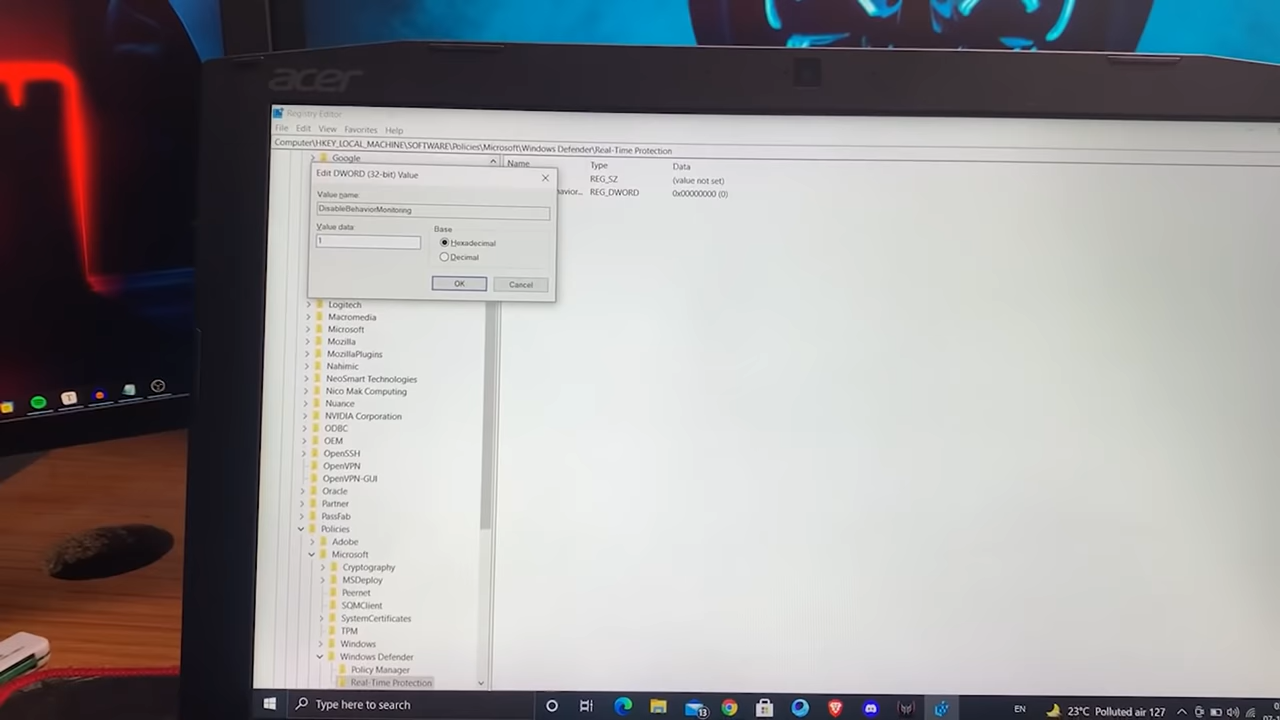 acer
Registry Editor
File Edit View Favorites Help
Computer\HKEY_LOCAL_MACHINE\SOFTWARE\Policies\Microsoft\Windows Defender\Real-Time Protection
Google
Name Type Data
REG_SZ (value not set)
avior... REG_DWORD 0x00000000 (0)
Edit DWORD (32-bit) Value
Value name:
DisableBehaviorMonitoring
Value data:
1
Base
Hexadecimal
Decimal
OK Cancel
Logitech
Macromedia
Microsoft
Mozilla
MozillaPlugins
Nahimic
NeoSmart Technologies
Nico Mak Computing
Nuance
NVIDIA Corporation
ODBC
OEM
OpenSSH
OpenVPN
OpenVPN-GUI
Oracle
Partner
PassFab
Policies
Adobe
Microsoft
Cryptography
MSDeploy
Peernet
SQMClient
SystemCertificates
TPM
Windows
Windows Defender
Policy Manager
Real-Time Protection
Type here to search
13
EN
23°C Polluted air 127